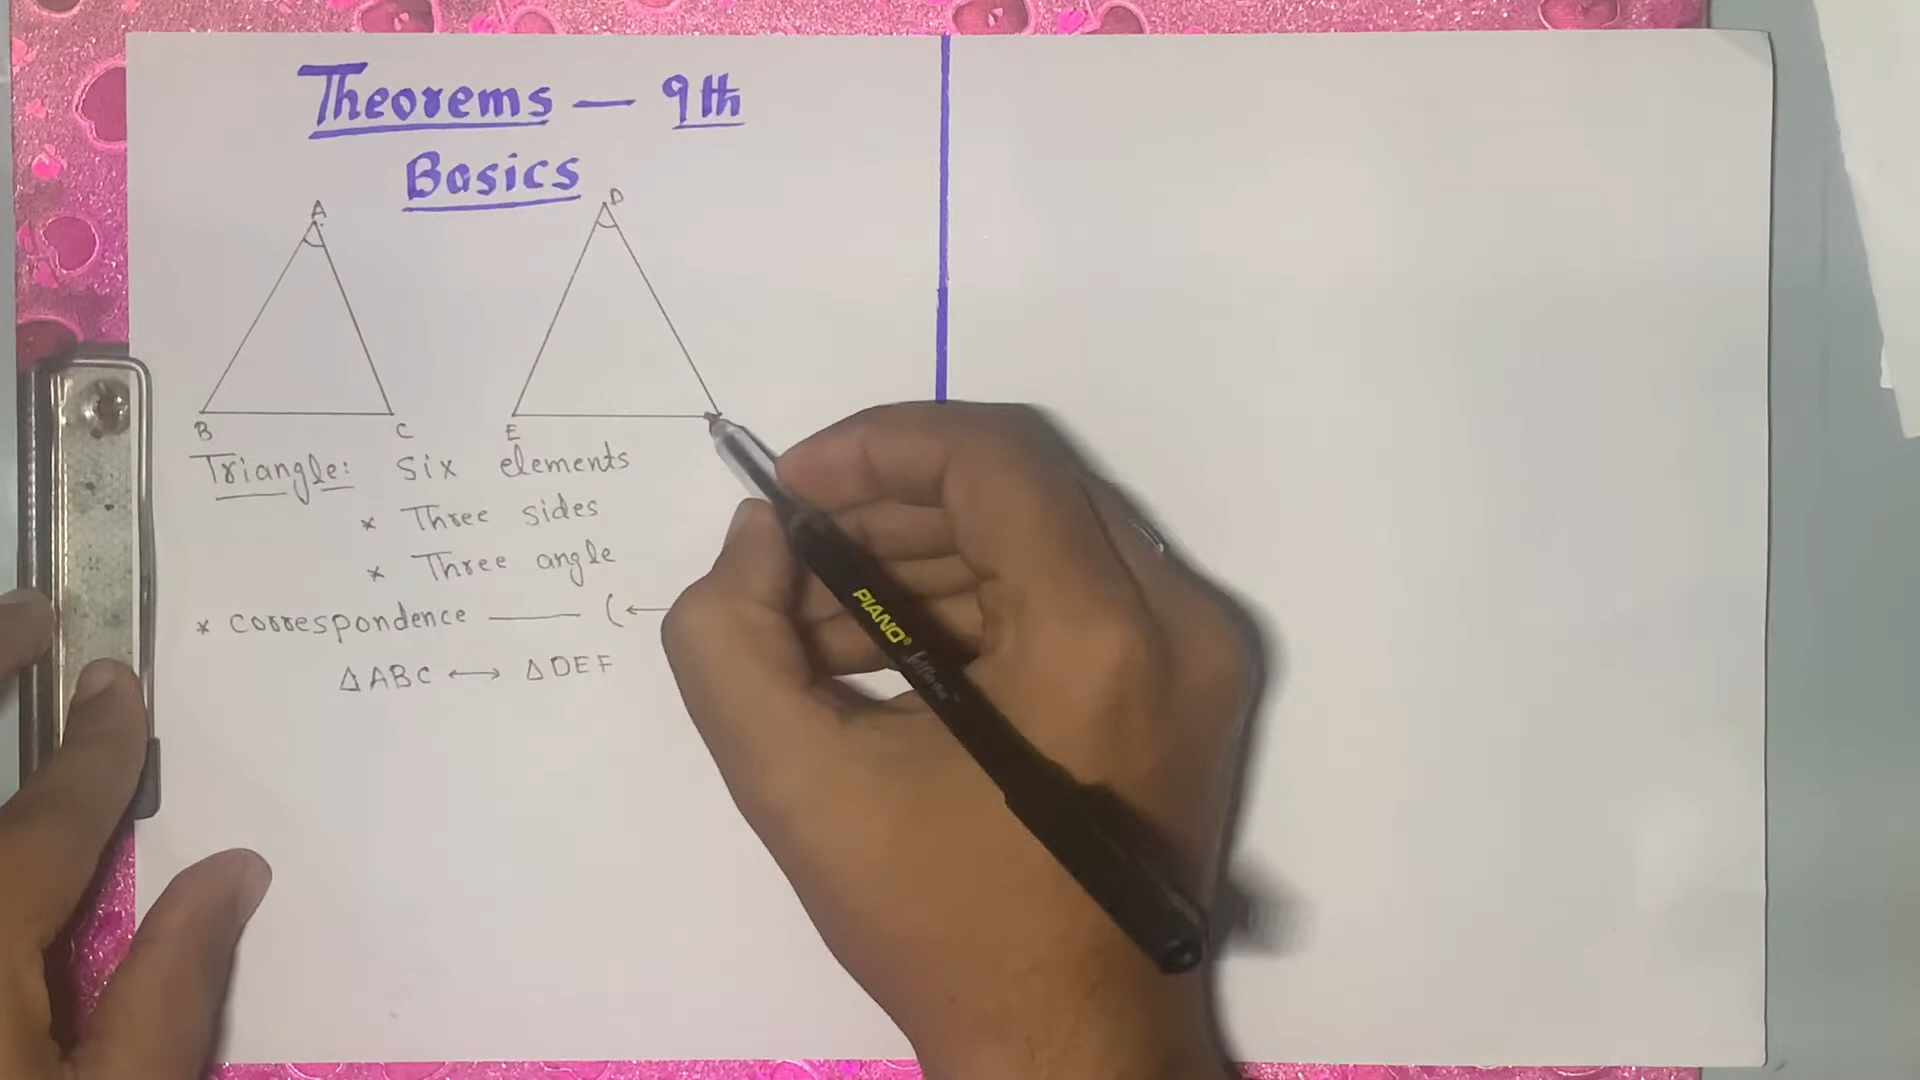 Theorems — 9th
Basics
A
D
B
C
E
Triangle: Six elements
* Three sides
* Three angle
* correspondence —— (←
△ABC ⟷ △DEF
PIANO